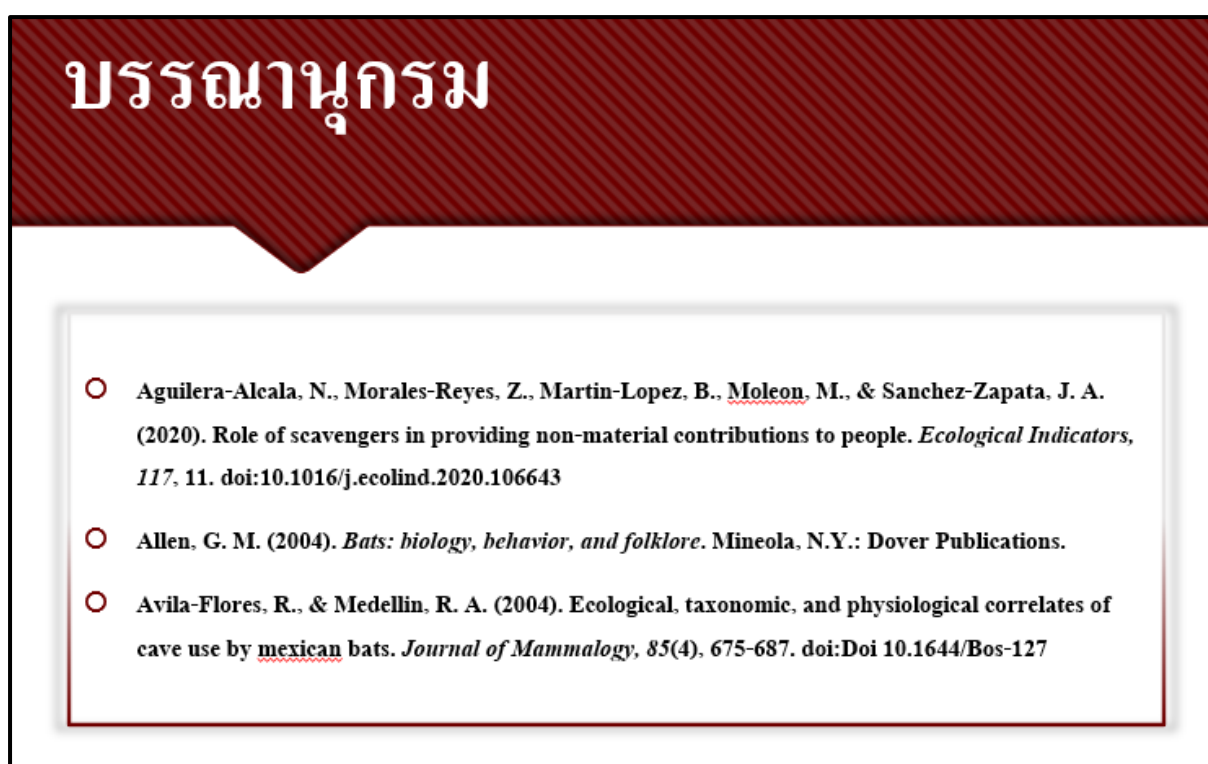 บรรณานุกรม
Aguilera-Alcala, N., Morales-Reyes, Z., Martin-Lopez, B., Moleon, M., & Sanchez-Zapata, J. A.
(2020). Role of scavengers in providing non-material contributions to people. Ecological Indicators,
117, 11. doi:10.1016/j.ecolind.2020.106643
Allen, G. M. (2004). Bats: biology, behavior, and folklore. Mineola, N.Y.: Dover Publications.
Avila-Flores, R., & Medellin, R. A. (2004). Ecological, taxonomic, and physiological correlates of
cave use by mexican bats. Journal of Mammalogy, 85(4), 675-687. doi:Doi 10.1644/Bos-127